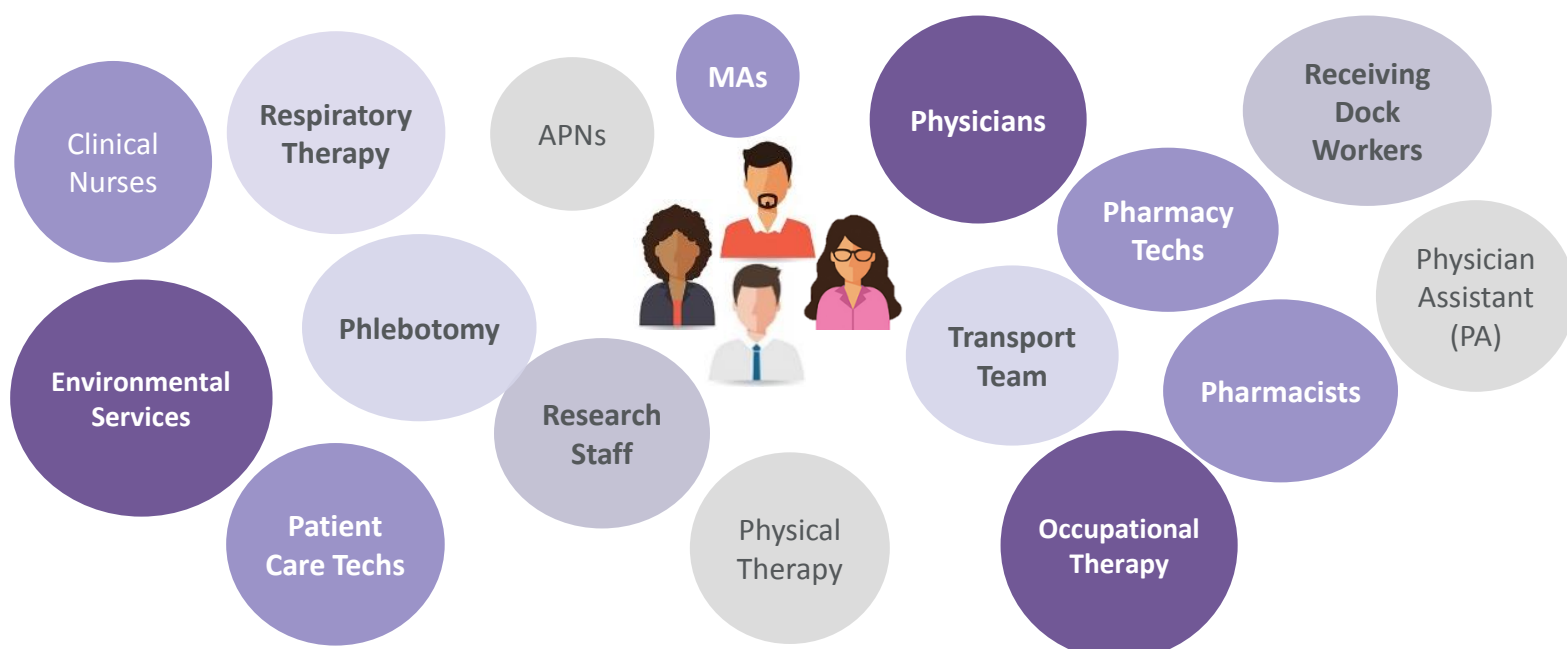 Clinical
Nurses
Respiratory
Therapy
APNs
MAs
Physicians
Receiving
Dock
Workers
Pharmacy
Techs
Physician
Assistant
(PA)
Environmental
Services
Phlebotomy
Transport
Team
Pharmacists
Research
Staff
Patient
Care Techs
Physical
Therapy
Occupational
Therapy